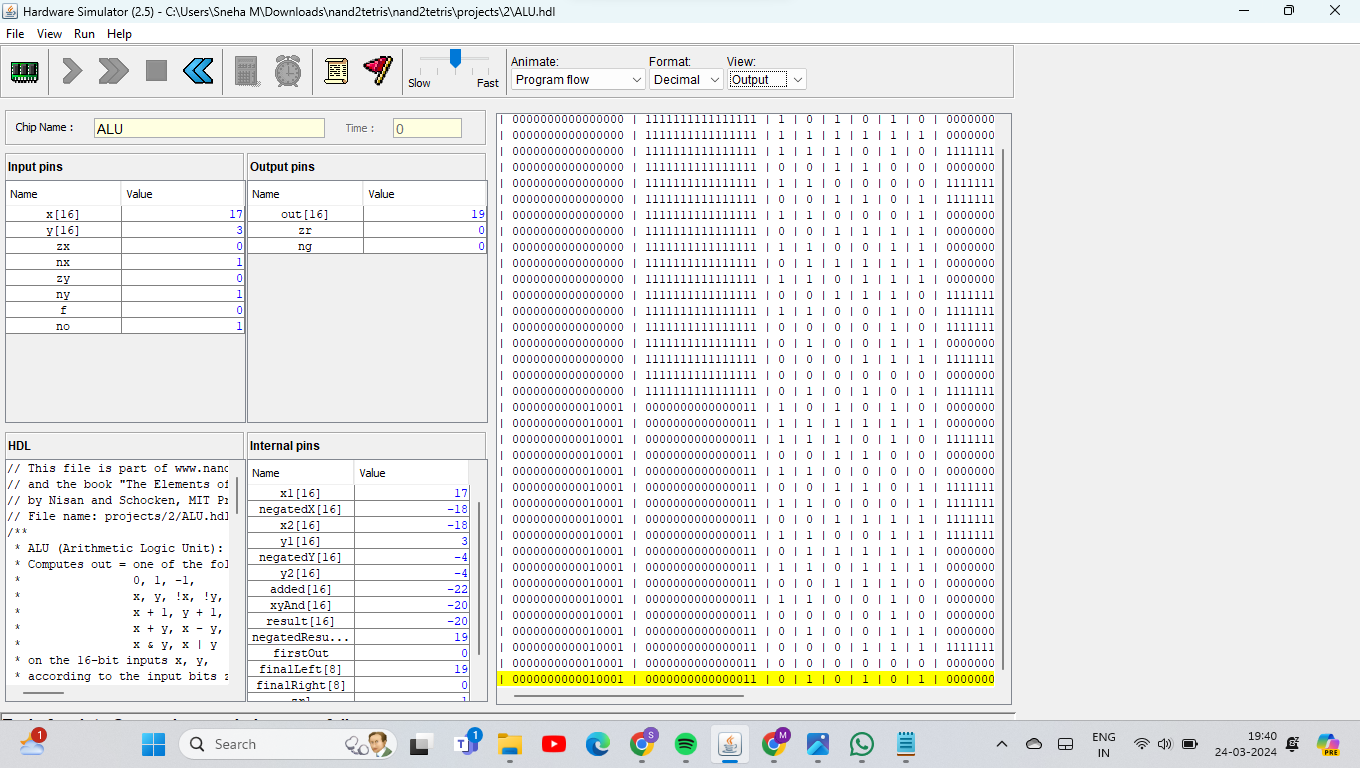 Hardware Simulator (2.5) - C:\Users\Sneha M\Downloads\nand2tetris\nand2tetris\projects\2\ALU.hdl
File View Run Help
Slow Fast
Animate: Format: View:
Program flow Decimal Output
Chip Name : ALU Time : 0
Input pins
Name Value
x[16] 17
y[16] 3
zx 0
nx 1
zy 0
ny 1
f 0
no 1
Output pins
Name Value
out[16] 19
zr 0
ng 0
HDL
// This file is part of www.nand
// and the book "The Elements of
// by Nisan and Schocken, MIT Pr
// File name: projects/2/ALU.hdl
/**
* ALU (Arithmetic Logic Unit):
* Computes out = one of the fol
* 0, 1, -1,
* x, y, !x, !y,
* x + 1, y + 1,
* x + y, x - y,
* x & y, x | y
* on the 16-bit inputs x, y,
* according to the input bits z
Internal pins
Name Value
x1[16] 17
negatedX[16] -18
x2[16] -18
y1[16] 3
negatedY[16] -4
y2[16] -4
added[16] -22
xyAnd[16] -20
result[16] -20
negatedResu... 19
firstOut 0
finalLeft[8] 19
finalRight[8] 0
| 0000000000000000 | 1111111111111111 | 1 | 0 | 1 | 0 | 1 | 0 | 0000000
| 0000000000000000 | 1111111111111111 | 1 | 1 | 1 | 1 | 1 | 1 | 0000000
| 0000000000000000 | 1111111111111111 | 1 | 1 | 1 | 0 | 1 | 0 | 1111111
| 0000000000000000 | 1111111111111111 | 0 | 0 | 1 | 1 | 0 | 0 | 0000000
| 0000000000000000 | 1111111111111111 | 1 | 1 | 0 | 0 | 0 | 0 | 1111111
| 0000000000000000 | 1111111111111111 | 0 | 0 | 1 | 1 | 0 | 1 | 1111111
| 0000000000000000 | 1111111111111111 | 1 | 1 | 0 | 0 | 0 | 1 | 0000000
| 0000000000000000 | 1111111111111111 | 0 | 0 | 1 | 1 | 1 | 1 | 0000000
| 0000000000000000 | 1111111111111111 | 1 | 1 | 0 | 0 | 1 | 1 | 0000000
| 0000000000000000 | 1111111111111111 | 0 | 1 | 1 | 1 | 1 | 1 | 0000000
| 0000000000000000 | 1111111111111111 | 1 | 1 | 0 | 1 | 1 | 1 | 0000000
| 0000000000000000 | 1111111111111111 | 0 | 0 | 1 | 1 | 1 | 0 | 1111111
| 0000000000000000 | 1111111111111111 | 1 | 1 | 0 | 0 | 1 | 0 | 1111111
| 0000000000000000 | 1111111111111111 | 0 | 0 | 0 | 0 | 1 | 0 | 1111111
| 0000000000000000 | 1111111111111111 | 0 | 1 | 0 | 0 | 1 | 1 | 0000000
| 0000000000000000 | 1111111111111111 | 0 | 0 | 0 | 1 | 1 | 1 | 1111111
| 0000000000000000 | 1111111111111111 | 0 | 0 | 0 | 0 | 0 | 0 | 0000000
| 0000000000000000 | 1111111111111111 | 0 | 1 | 0 | 1 | 0 | 1 | 1111111
| 0000000000010001 | 0000000000000011 | 1 | 0 | 1 | 0 | 1 | 0 | 0000000
| 0000000000010001 | 0000000000000011 | 1 | 1 | 1 | 1 | 1 | 1 | 0000000
| 0000000000010001 | 0000000000000011 | 1 | 1 | 1 | 0 | 1 | 0 | 1111111
| 0000000000010001 | 0000000000000011 | 0 | 0 | 1 | 1 | 0 | 0 | 0000000
| 0000000000010001 | 0000000000000011 | 1 | 1 | 0 | 0 | 0 | 0 | 0000000
| 0000000000010001 | 0000000000000011 | 0 | 0 | 1 | 1 | 0 | 1 | 1111111
| 0000000000010001 | 0000000000000011 | 1 | 1 | 0 | 0 | 0 | 1 | 1111111
| 0000000000010001 | 0000000000000011 | 0 | 0 | 1 | 1 | 1 | 1 | 1111111
| 0000000000010001 | 0000000000000011 | 1 | 1 | 0 | 0 | 1 | 1 | 1111111
| 0000000000010001 | 0000000000000011 | 0 | 1 | 1 | 1 | 1 | 1 | 0000000
| 0000000000010001 | 0000000000000011 | 1 | 1 | 0 | 1 | 1 | 1 | 0000000
| 0000000000010001 | 0000000000000011 | 0 | 0 | 1 | 1 | 1 | 0 | 0000000
| 0000000000010001 | 0000000000000011 | 1 | 1 | 0 | 0 | 1 | 0 | 0000000
| 0000000000010001 | 0000000000000011 | 0 | 0 | 0 | 0 | 1 | 0 | 0000000
| 0000000000010001 | 0000000000000011 | 0 | 1 | 0 | 0 | 1 | 1 | 0000000
| 0000000000010001 | 0000000000000011 | 0 | 0 | 0 | 1 | 1 | 1 | 1111111
| 0000000000010001 | 0000000000000011 | 0 | 0 | 0 | 0 | 0 | 0 | 0000000
| 0000000000010001 | 0000000000000011 | 0 | 1 | 0 | 1 | 0 | 1 | 0000000
1 Search 1 S M ENG
IN
19:40
24-03-2024
PRE